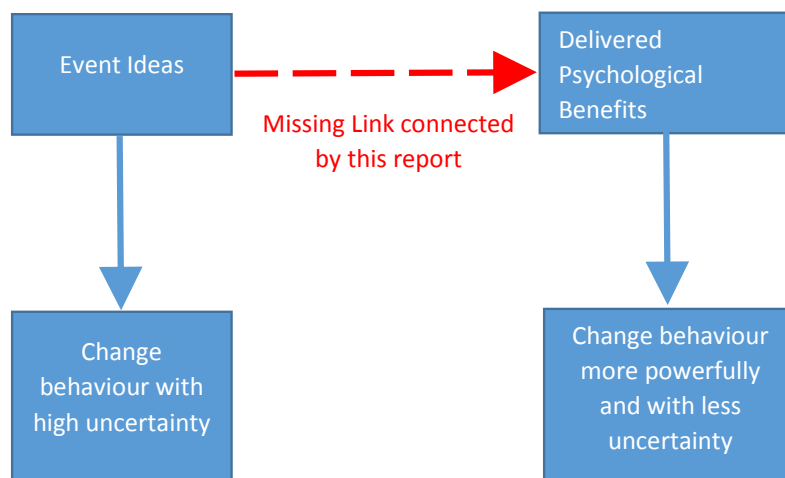 Event Ideas
Delivered
Psychological
Benefits
Missing Link connected
by this report
Change
behaviour with
high uncertainty
Change behaviour
more powerfully
and with less
uncertainty